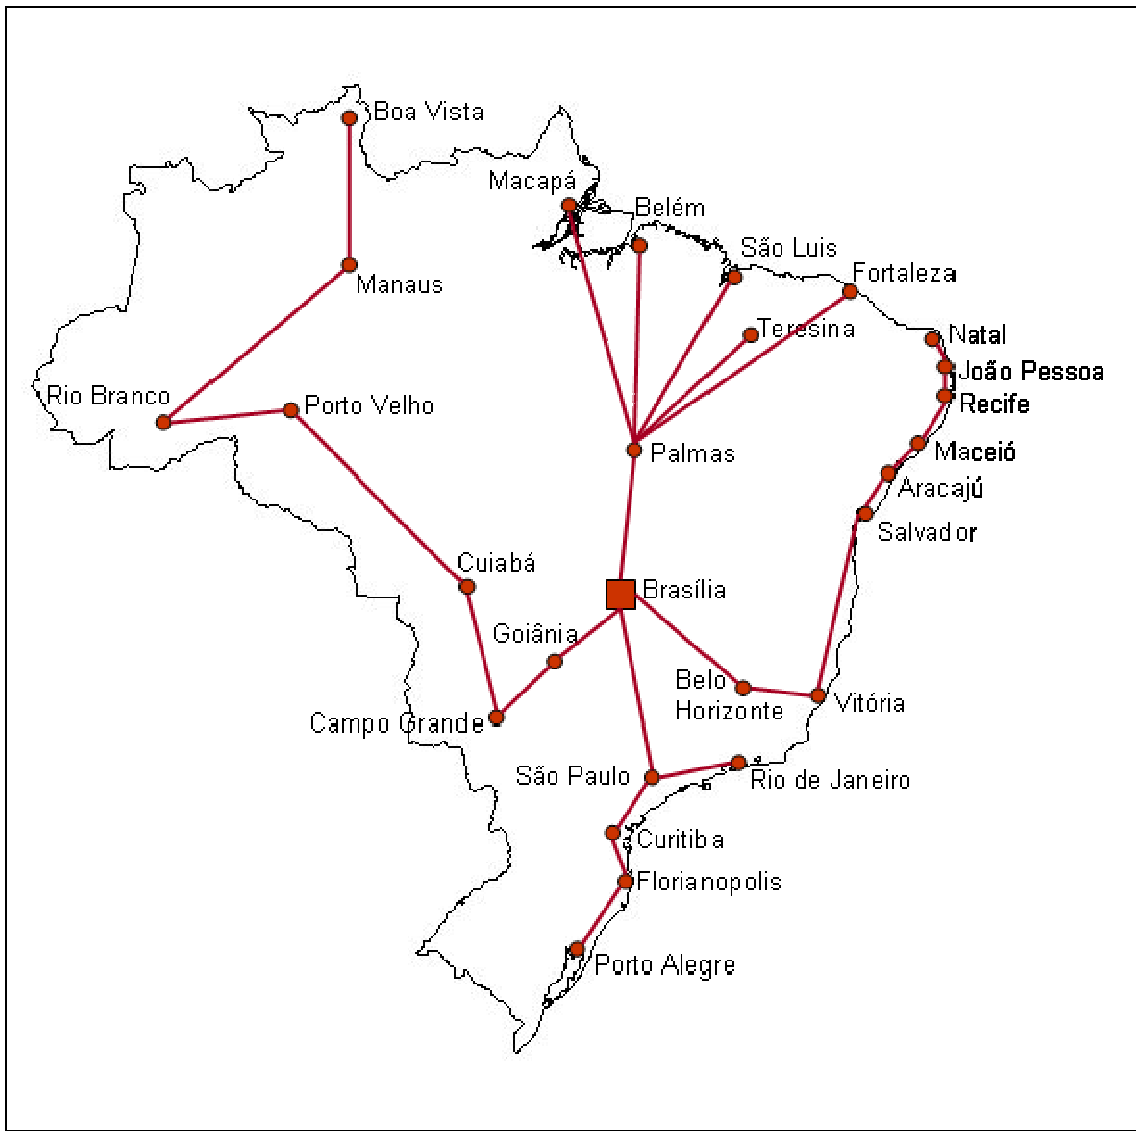 Boa Vista
Macapá
Belém
São Luis
Fortaleza
Manaus
Teresina
Natal
João Pessoa
Rio Branco
Porto Velho
Recife
Palmas
Maceió
Aracajú
Salvador
Cuiabá
Brasília
Goiânia
Belo
Horizonte
Vitória
Campo Grande
São Paulo
Rio de Janeiro
Curitiba
Florianopolis
Porto Alegre